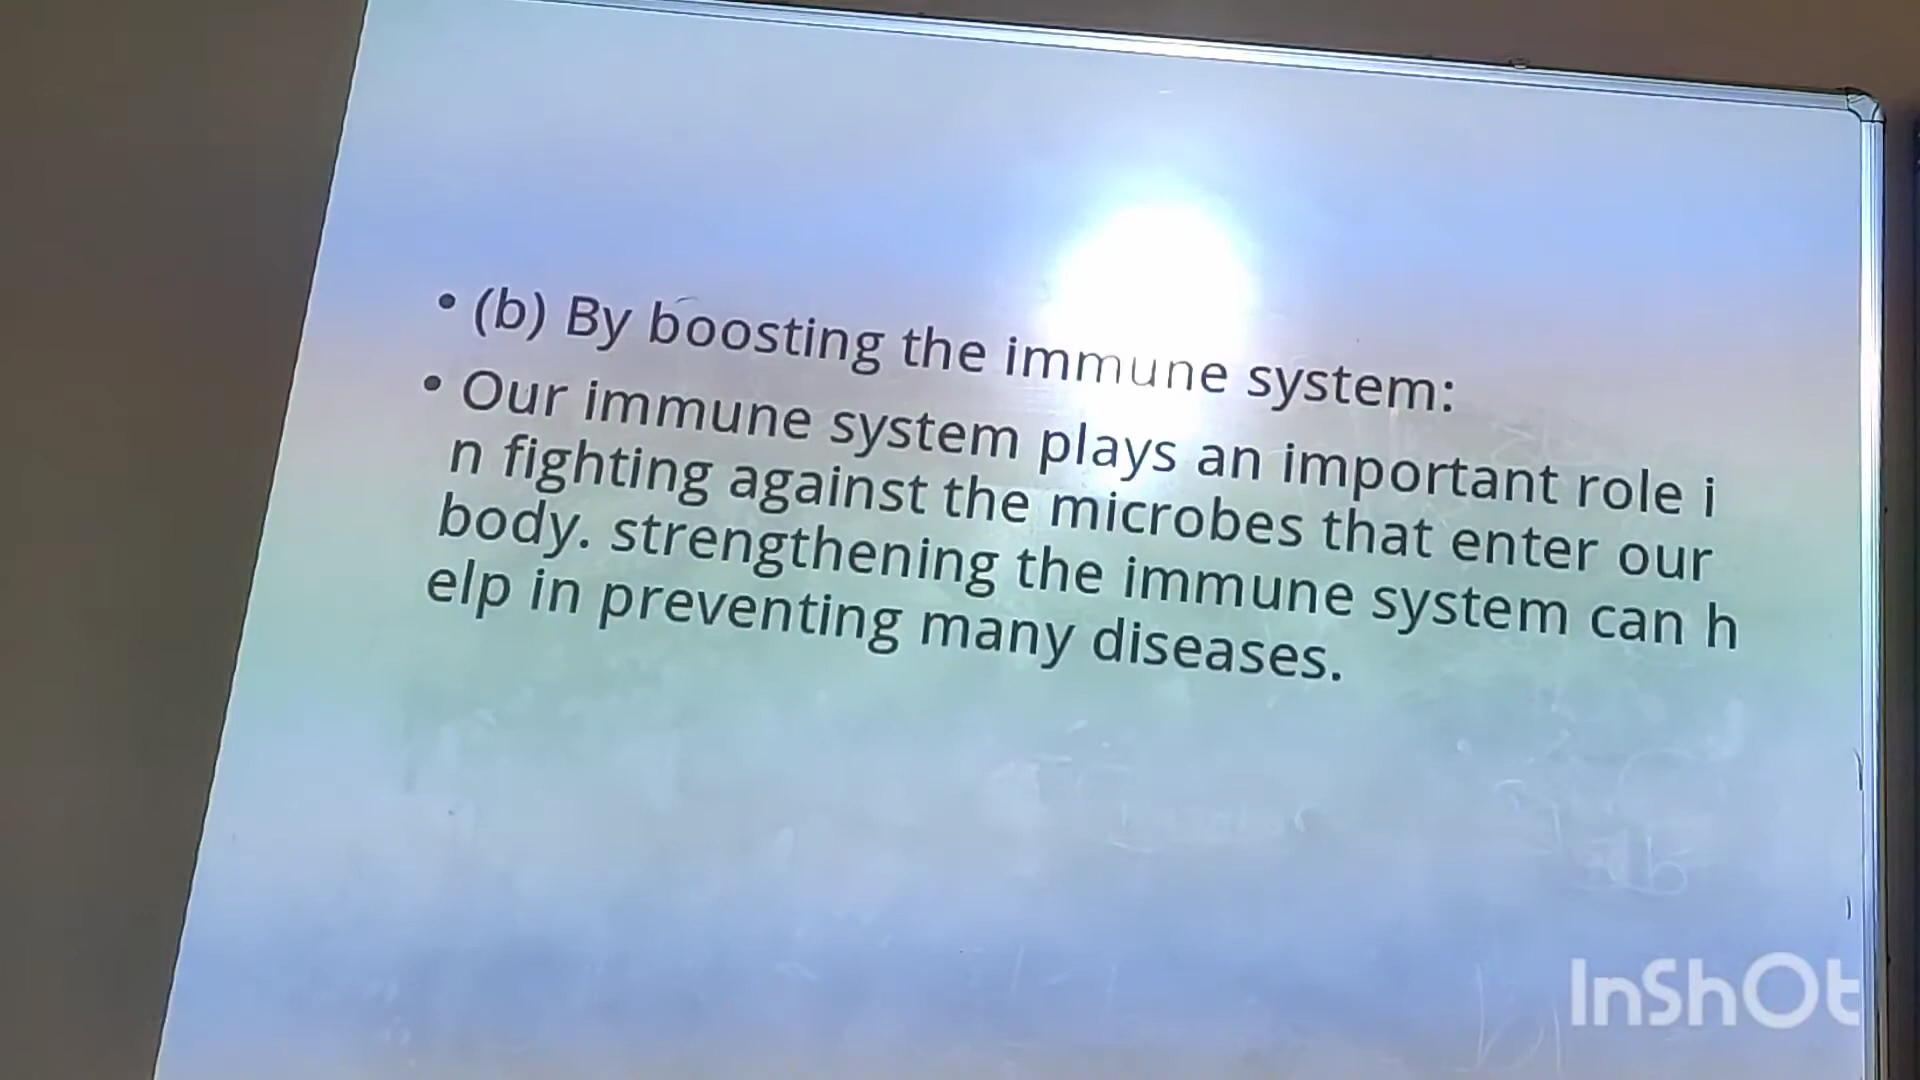 • (b) By boosting the immune system:
• Our immune system plays an important role i
n fighting against the microbes that enter our
body. strengthening the immune system can h
elp in preventing many diseases.
InShOt